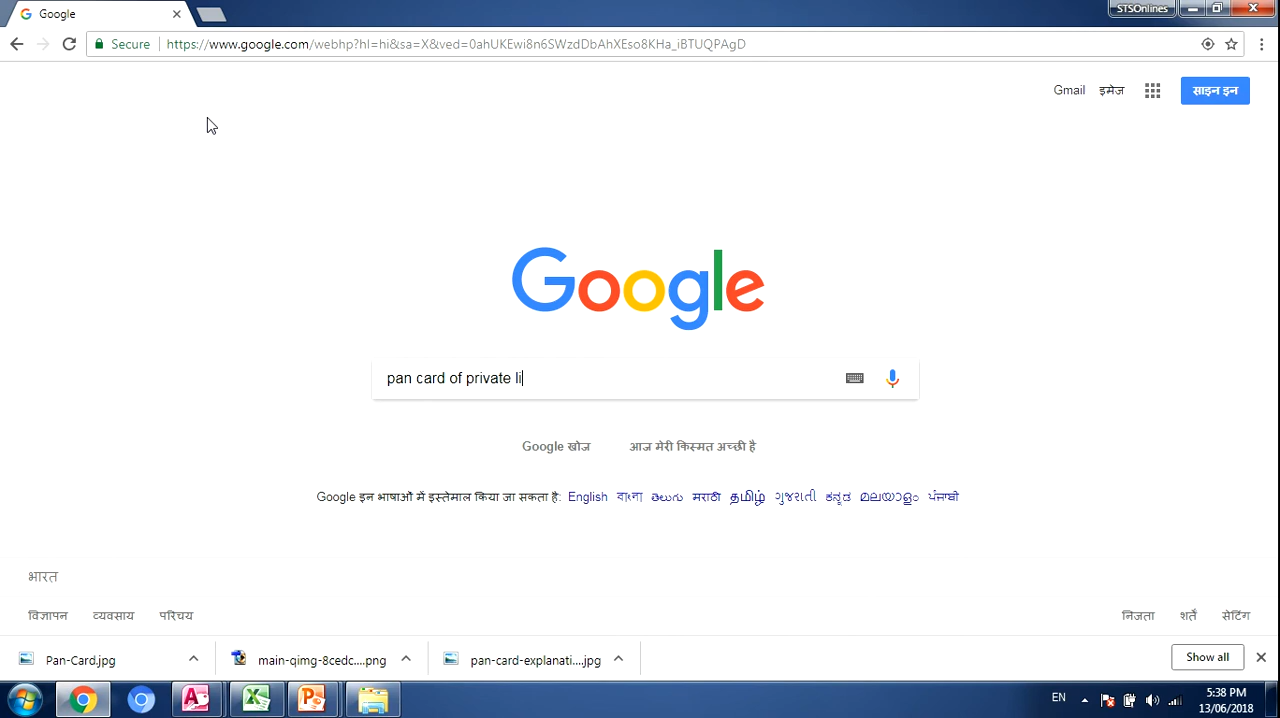 Google
STSOnlines
Secure
https://www.google.com/webhp?hl=hi&sa=X&ved=0ahUKEwi8n6SWzdDbAhXEso8KHa_iBTUQPAgD
Gmail इमेज साइन इन
Google
pan card of private li
Google खोज आज मेरी किस्मत अच्छी है
Google इन भाषाओं में इस्तेमाल किया जा सकता है: English বাংলা తెలుగు मराठी தமிழ் ગુજરાતી ಕನ್ನಡ മലയാളം ਪੰਜਾਬੀ
भारत
विज्ञापन व्यवसाय परिचय निजता शर्तें सेटिंग
Pan-Card.jpg main-qimg-8cedc....png pan-card-explanati....jpg Show all
EN 5:38 PM
13/06/2018